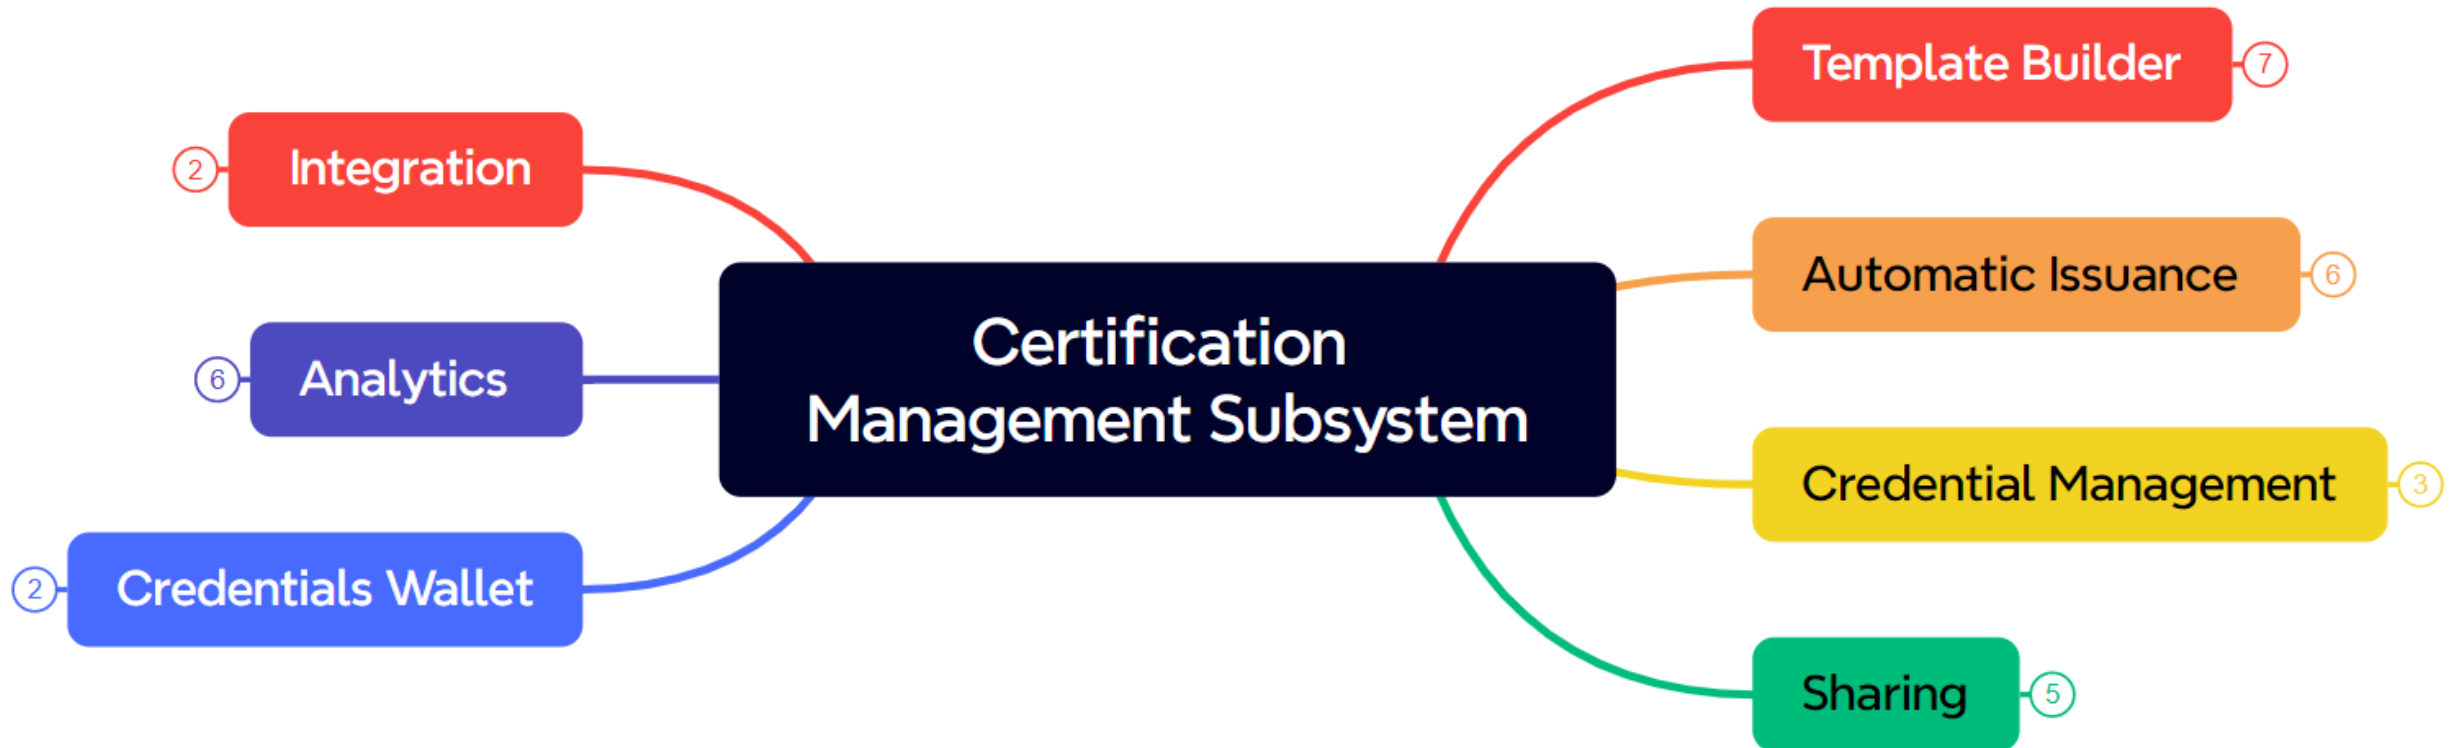 Certification
Management Subsystem
Template Builder
7
Automatic Issuance
6
Credential Management
3
Sharing
5
Integration
2
Analytics
6
Credentials Wallet
2